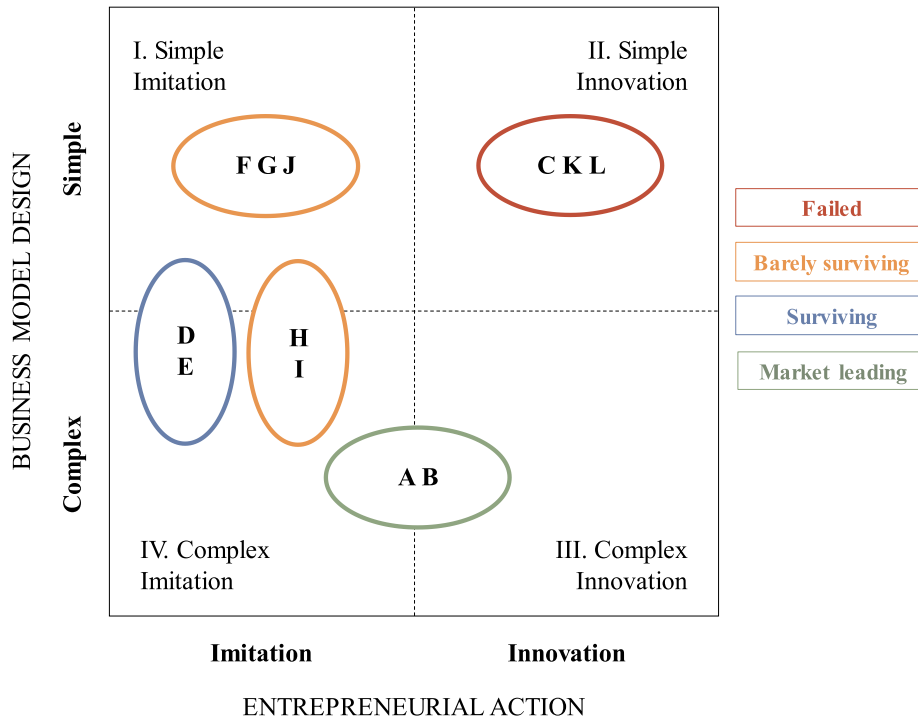 I. Simple
Imitation
II. Simple
Innovation
F G J
C K L
D
E
H
I
A B
IV. Complex
Imitation
III. Complex
Innovation
BUSINESS MODEL DESIGN
Simple
Complex
Imitation
Innovation
ENTREPRENEURIAL ACTION
Failed
Barely surviving
Surviving
Market leading